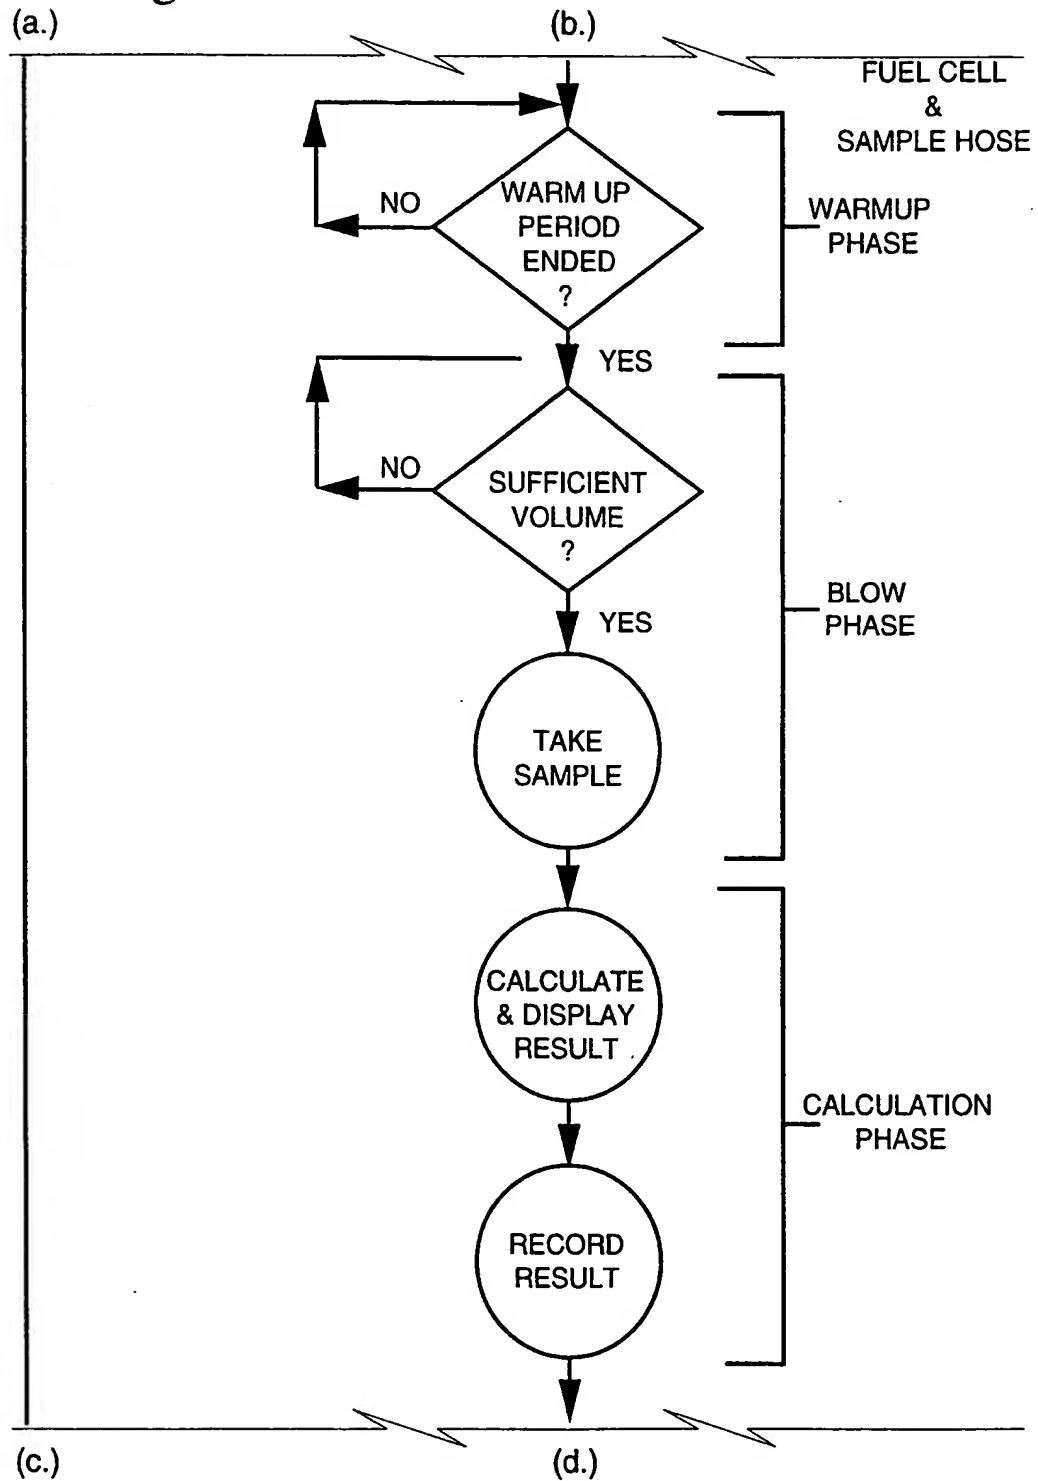 (a.)
(b.)
FUEL CELL
&
SAMPLE HOSE
WARMUP
PHASE
NO
WARM UP
PERIOD
ENDED
?
YES
NO
SUFFICIENT
VOLUME
?
YES
BLOW
PHASE
TAKE
SAMPLE
CALCULATE
& DISPLAY
RESULT
CALCULATION
PHASE
RECORD
RESULT
(c.)
(d.)